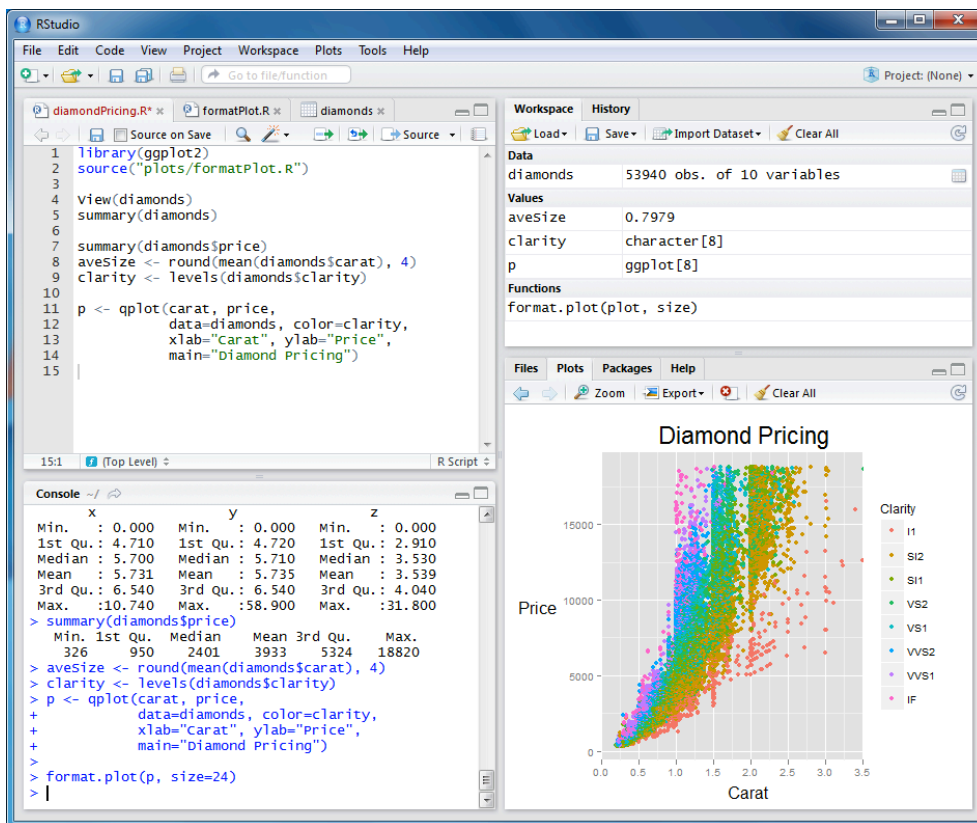 RStudio
File Edit Code View Project Workspace Plots Tools Help
Go to file/function
Project: (None)
diamondPricing.R* formatPlot.R diamonds
Source on Save Source
1 library(ggplot2)
2 source("plots/formatPlot.R")
3
4 View(diamonds)
5 summary(diamonds)
6
7 summary(diamonds$price)
8 aveSize <- round(mean(diamonds$carat), 4)
9 clarity <- levels(diamonds$clarity)
10
11 p <- qplot(carat, price,
12 data=diamonds, color=clarity,
13 xlab="Carat", ylab="Price",
14 main="Diamond Pricing")
15
15:1 (Top Level) R Script
Console ~/
x y z
Min. : 0.000 Min. : 0.000 Min. : 0.000
1st Qu.: 4.710 1st Qu.: 4.720 1st Qu.: 2.910
Median : 5.700 Median : 5.710 Median : 3.530
Mean : 5.731 Mean : 5.735 Mean : 3.539
3rd Qu.: 6.540 3rd Qu.: 6.540 3rd Qu.: 4.040
Max. :10.740 Max. :58.900 Max. :31.800
> summary(diamonds$price)
Min. 1st Qu. Median Mean 3rd Qu. Max.
326 950 2401 3933 5324 18820
> aveSize <- round(mean(diamonds$carat), 4)
> clarity <- levels(diamonds$clarity)
> p <- qplot(carat, price,
+ data=diamonds, color=clarity,
+ xlab="Carat", ylab="Price",
+ main="Diamond Pricing")
>
> format.plot(p, size=24)
>
Workspace History
Load Save Import Dataset Clear All
Data
diamonds 53940 obs. of 10 variables
Values
aveSize 0.7979
clarity character[8]
p ggplot[8]
Functions
format.plot(plot, size)
Files Plots Packages Help
Zoom Export Clear All
Diamond Pricing
15000
10000
5000
0
Price
0.0 0.5 1.0 1.5 2.0 2.5 3.0 3.5
Carat
Clarity
I1
SI2
SI1
VS2
VS1
VVS2
VVS1
IF